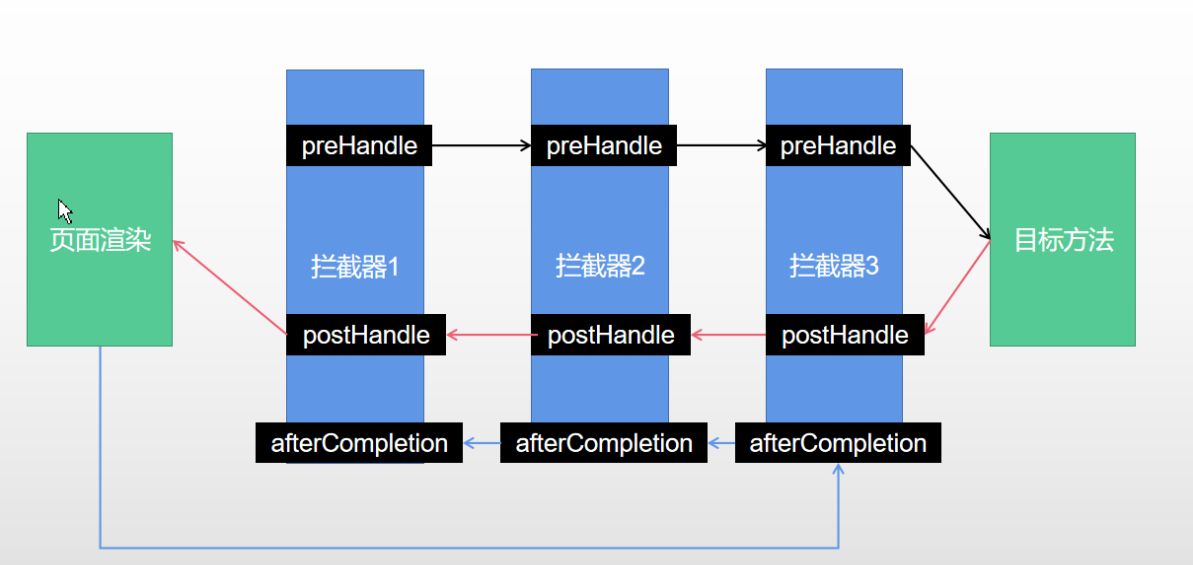 preHandle
preHandle
preHandle
页面渲染
拦截器1
拦截器2
拦截器3
目标方法
postHandle
postHandle
postHandle
afterCompletion
afterCompletion
afterCompletion